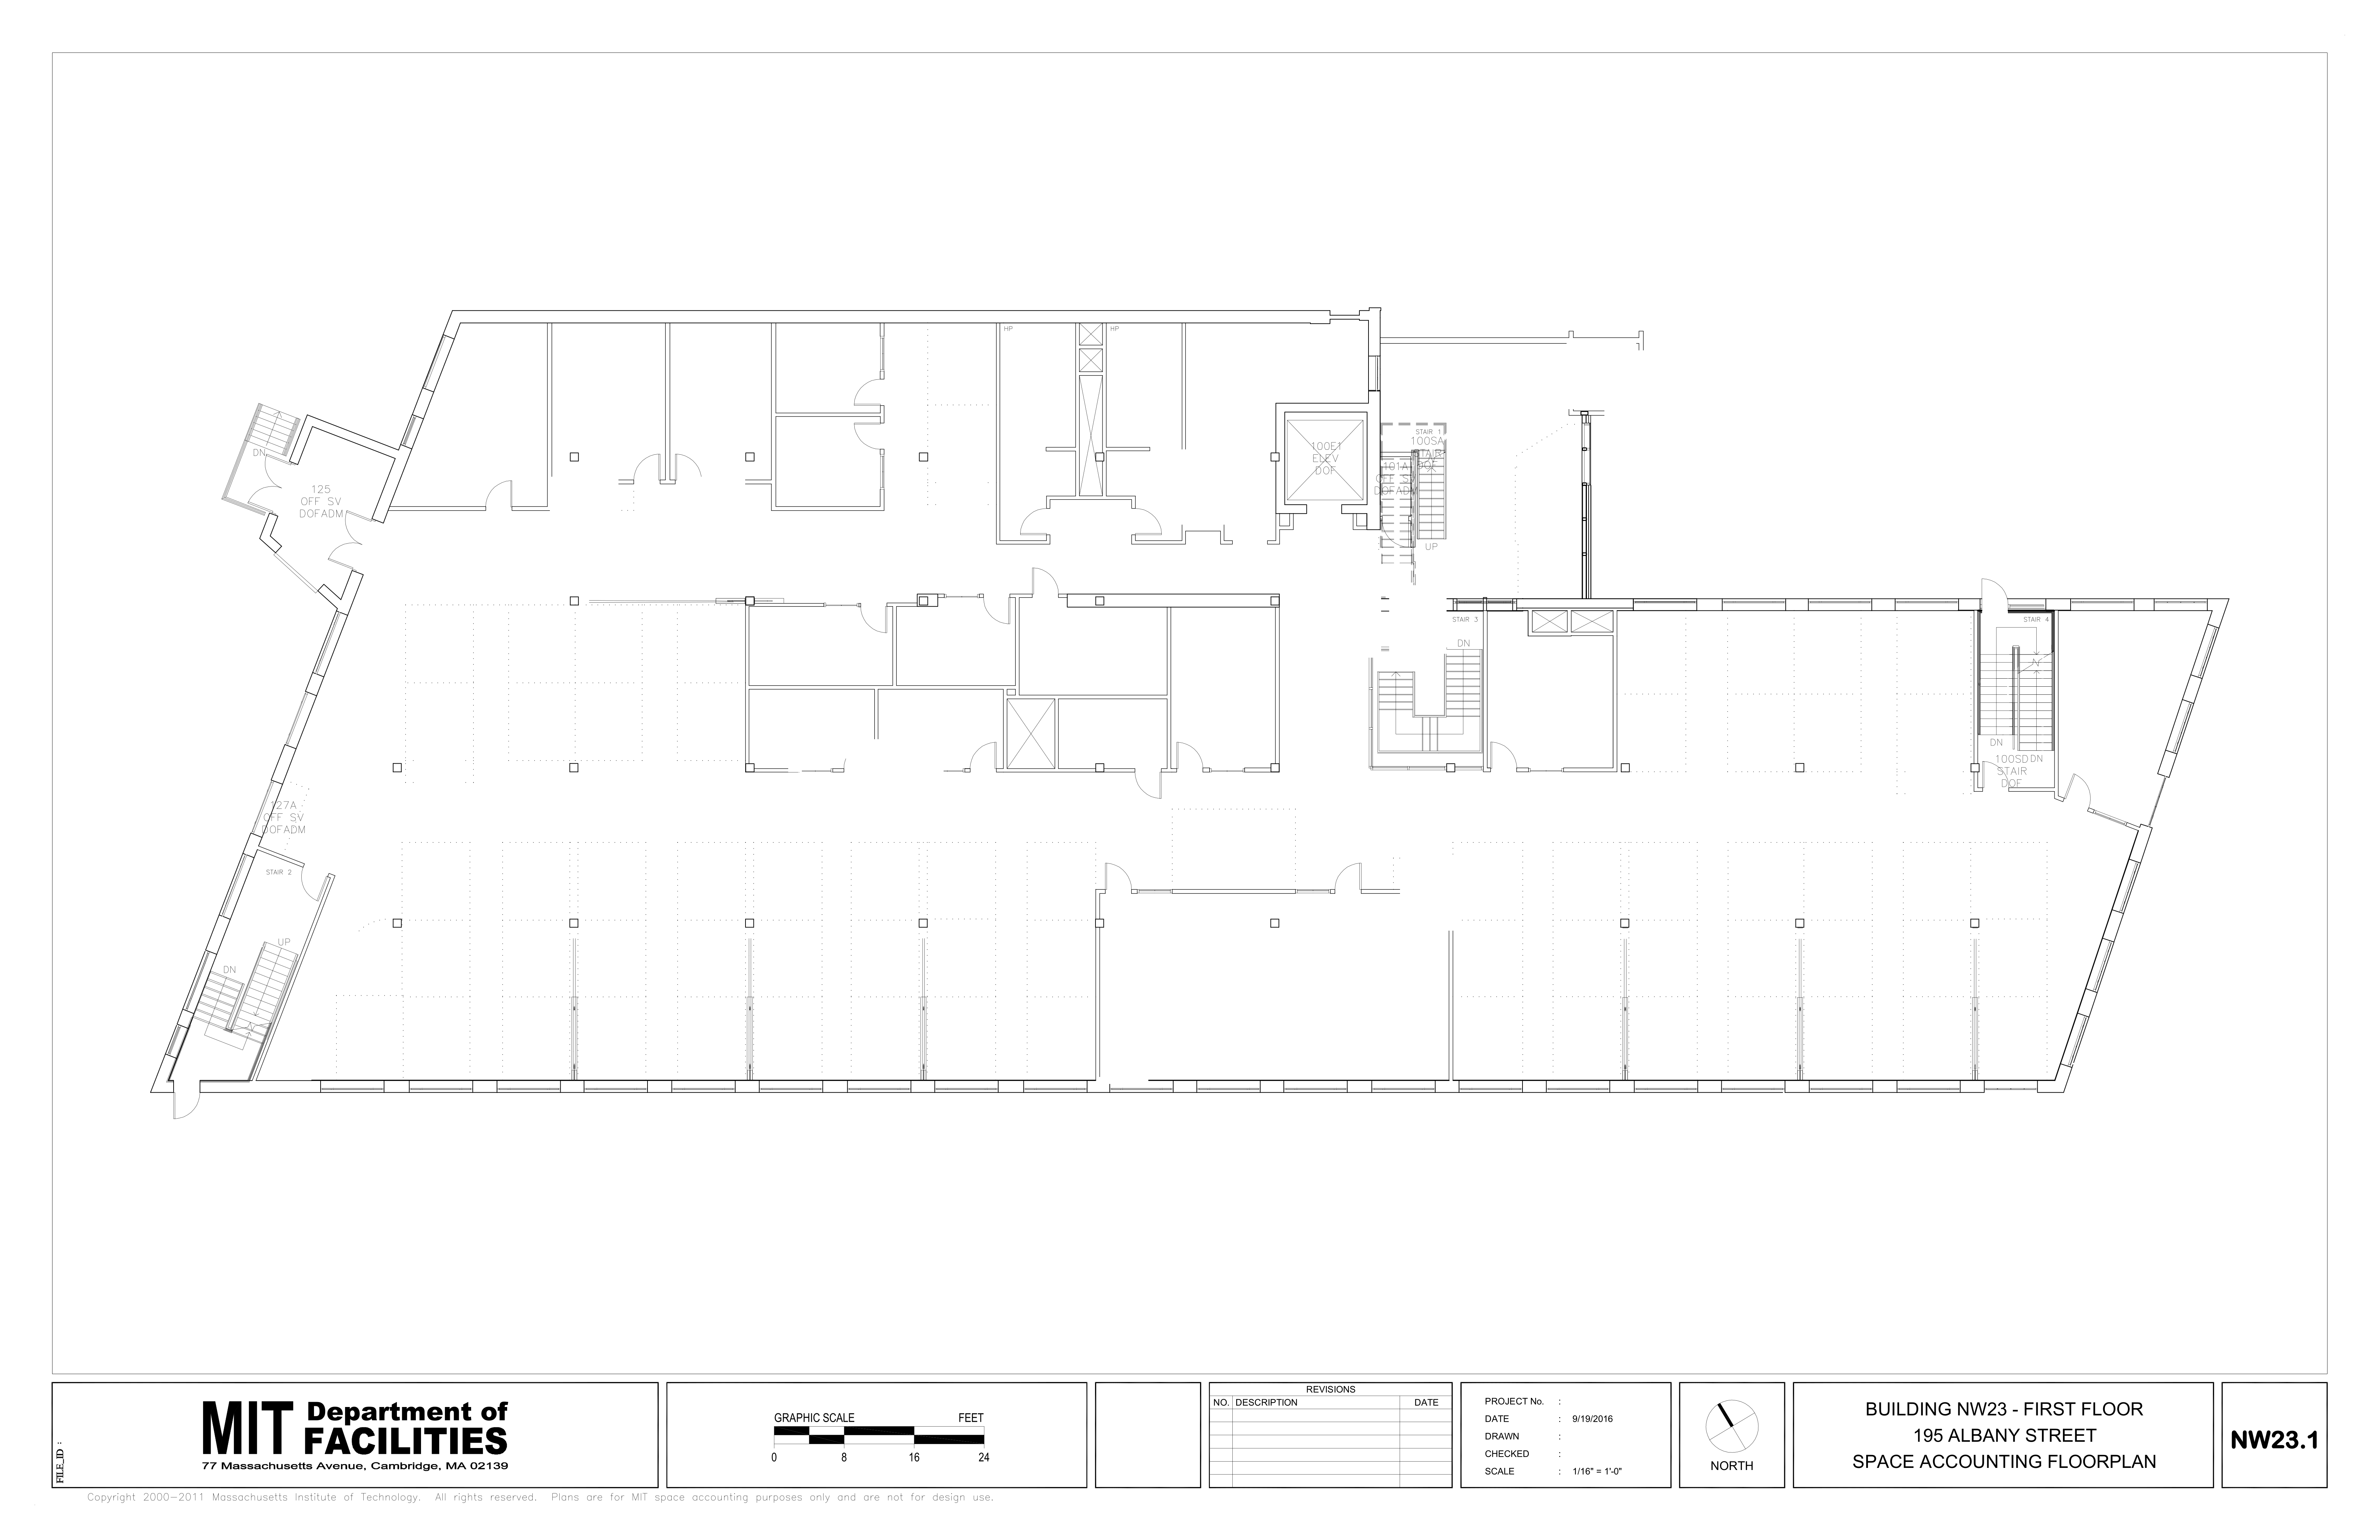 HP
HP
STAIR 1
100SA
STAIR
DOF
100E1
ELEV
DOF
101A
OFF SV
DOFADM
UP
DN
125
OFF SV
DOFADM
STAIR 3
DN
STAIR 4
DN
DN
100SD
STAIR
DOF
127A
OFF SV
DOFADM
STAIR 2
UP
DN
FILE_ID :
MIT Department of
FACILITIES
77 Massachusetts Avenue, Cambridge, MA 02139
GRAPHIC SCALE FEET
0 8 16 24
REVISIONS
NO. DESCRIPTION DATE
PROJECT No. :
DATE : 9/19/2016
DRAWN :
CHECKED :
SCALE : 1/16" = 1'-0"
NORTH
BUILDING NW23 - FIRST FLOOR
195 ALBANY STREET
SPACE ACCOUNTING FLOORPLAN
NW23.1
Copyright 2000-2011 Massachusetts Institute of Technology. All rights reserved. Plans are for MIT space accounting purposes only and are not for design use.